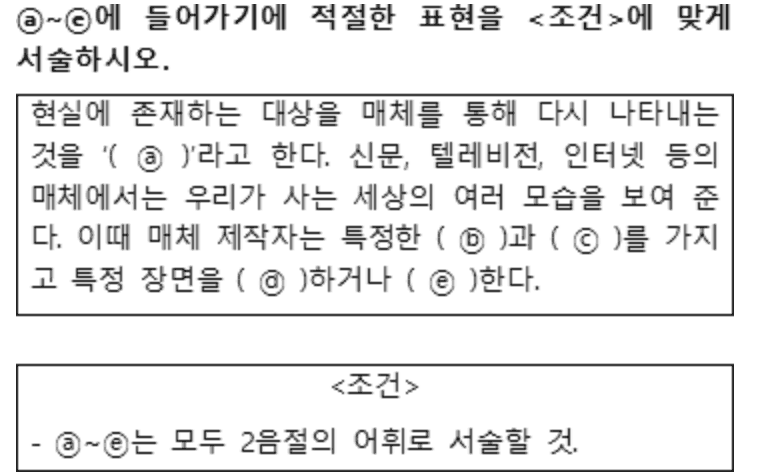 ⓐ~ⓔ에 들어가기에 적절한 표현을 <조건>에 맞게
서술하시오.
현실에 존재하는 대상을 매체를 통해 다시 나타내는
것을 ‘( ⓐ )’라고 한다. 신문, 텔레비전, 인터넷 등의
매체에서는 우리가 사는 세상의 여러 모습을 보여 준
다. 이때 매체 제작자는 특정한 ( ⓑ )과 ( ⓒ )를 가지
고 특정 장면을 ( ⓓ )하거나 ( ⓔ )한다.
<조건>
- ⓐ~ⓔ는 모두 2음절의 어휘로 서술할 것.